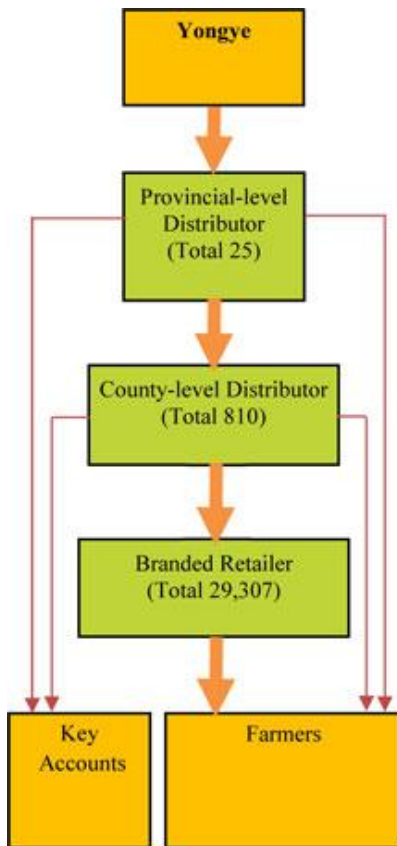 Yongye
Provincial-level
Distributor
(Total 25)
County-level Distributor
(Total 810)
Branded Retailer
(Total 29,307)
Key
Accounts
Farmers